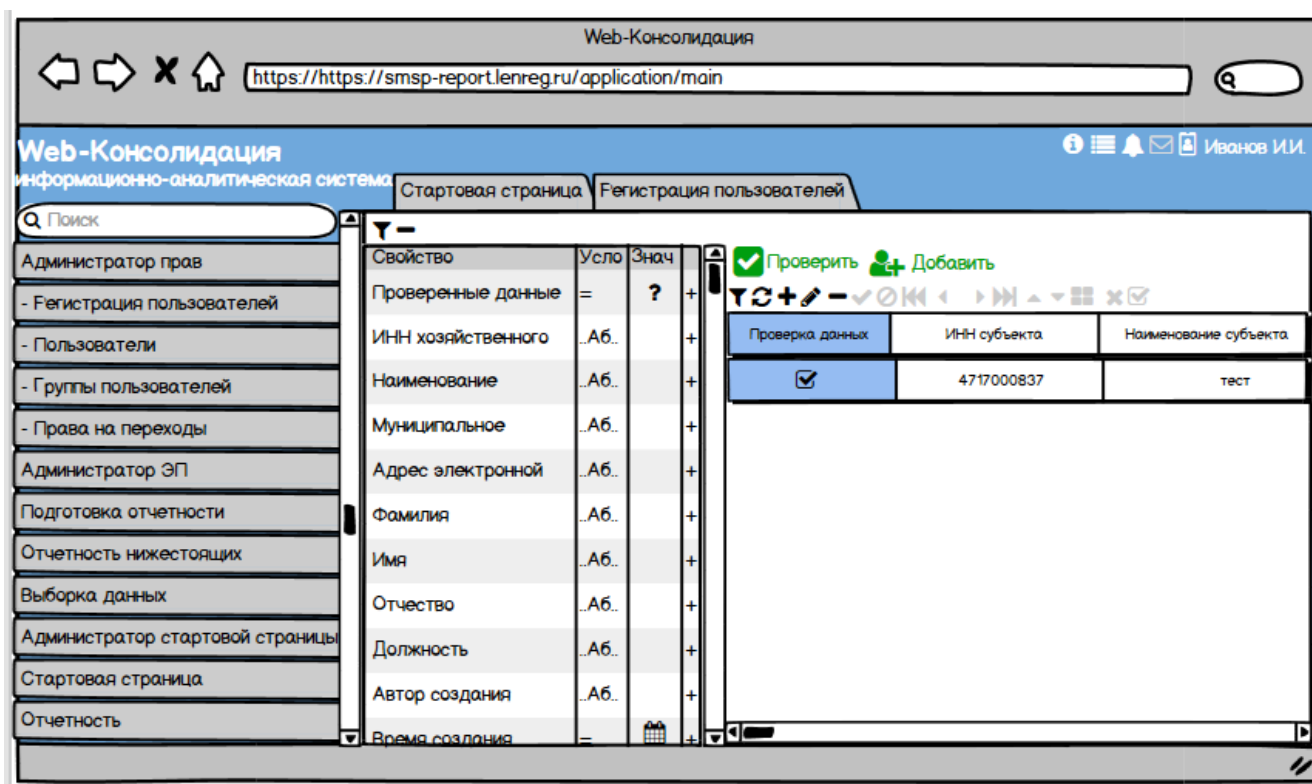 Web-Консолидация
https://https://smsp-report.lenreg.ru/application/main
Web-Консолидация
информационно-аналитическая система
Иванов И.И.
Стартовая страница
Регистрация пользователей
Поиск
Администратор прав
- Регистрация пользователей
- Пользователи
- Группы пользователей
- Права на переходы
Администратор ЭП
Подготовка отчетности
Отчетность нижестоящих
Выборка данных
Администратор стартовой страницы
Стартовая страница
Отчетность
Свойство Усло Знач
Проверенные данные = ? +
ИНН хозяйственного ..Аб.. +
Наименование ..Аб.. +
Муниципальное ..Аб.. +
Адрес электронной ..Аб.. +
Фамилия ..Аб.. +
Имя ..Аб.. +
Отчество ..Аб.. +
Должность ..Аб.. +
Автор создания ..Аб.. +
Время создания = +
Проверить Добавить
Проверка данных ИНН субъекта Наименование субъекта
4717000837 тест